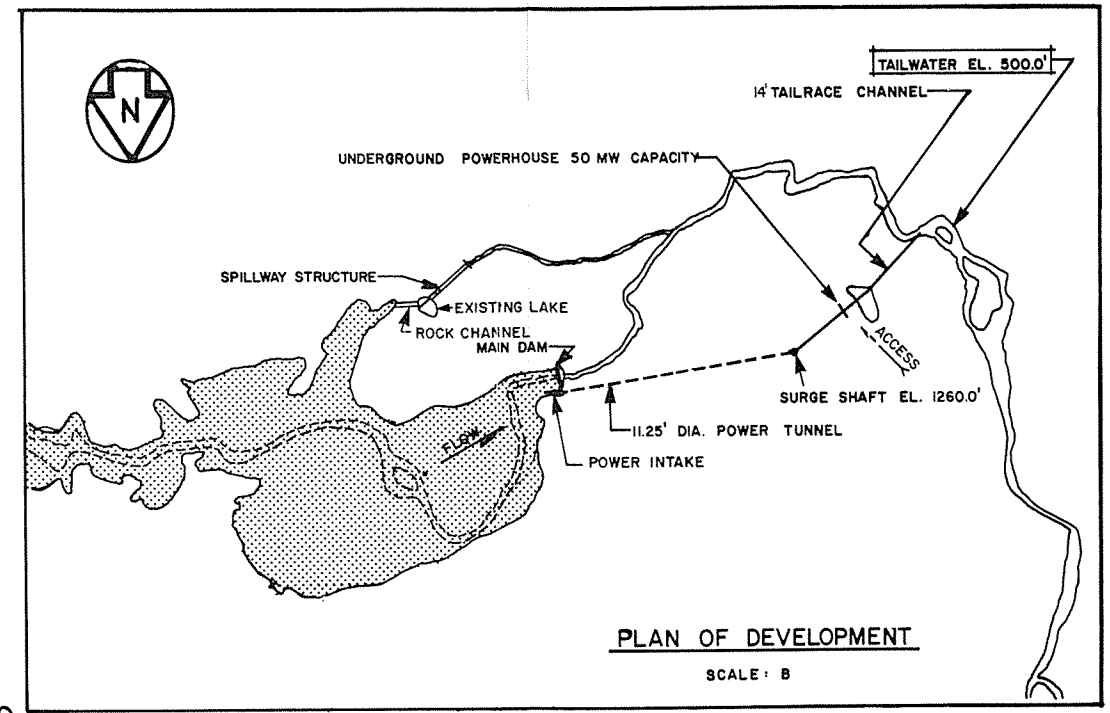 N
TAILWATER EL. 500.0'
14' TAILRACE CHANNEL
UNDERGROUND POWERHOUSE 50 MW CAPACITY
SPILLWAY STRUCTURE
EXISTING LAKE
ROCK CHANNEL
MAIN DAM
ACCESS
SURGE SHAFT EL. 1260.0'
FLOW
11.25' DIA. POWER TUNNEL
POWER INTAKE
PLAN OF DEVELOPMENT
SCALE: B